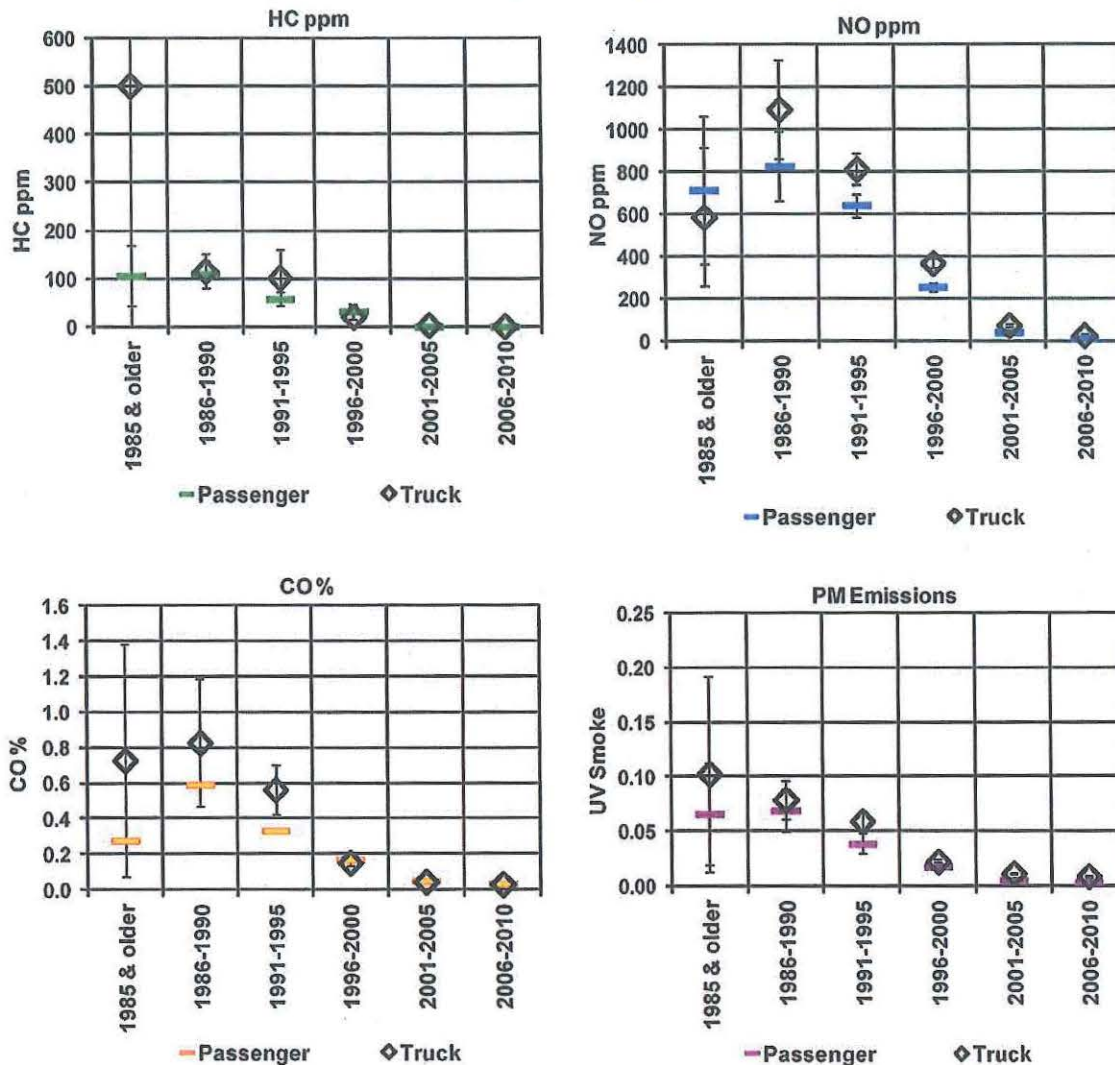 HC ppm
600
500
400
300
200
100
0
HC ppm
1985 & older
1986-1990
1991-1995
1996-2000
2001-2005
2006-2010
Passenger
Truck
NO ppm
1400
1200
1000
800
600
400
200
0
NO ppm
1985 & older
1986-1990
1991-1995
1996-2000
2001-2005
2006-2010
Passenger
Truck
CO %
1.6
1.4
1.2
1.0
0.8
0.6
0.4
0.2
0.0
CO %
1985 & older
1986-1990
1991-1995
1996-2000
2001-2005
2006-2010
Passenger
Truck
PM Emissions
0.25
0.20
0.15
0.10
0.05
0.00
UV Smoke
1985 & older
1986-1990
1991-1995
1996-2000
2001-2005
2006-2010
Passenger
Truck